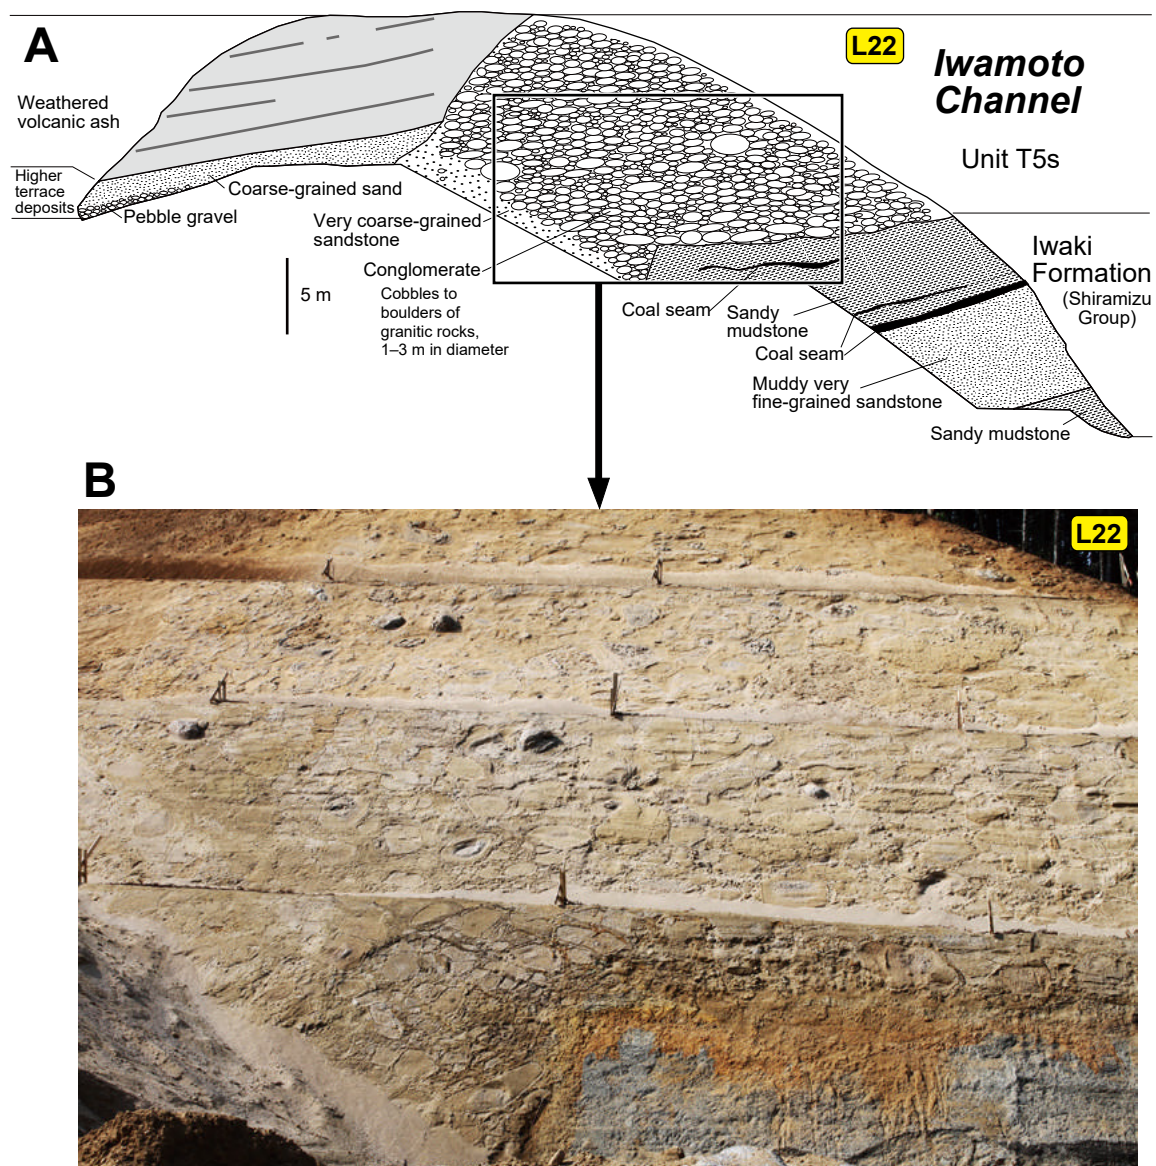 A
L22
Iwamoto
Channel
Unit T5s
Weathered
volcanic ash
Higher
terrace
deposits
Coarse-grained sand
Pebble gravel
Very coarse-grained
sandstone
Conglomerate
Cobbles to
boulders of
granitic rocks,
1–3 m in diameter
5 m
Coal seam
Sandy
mudstone
Coal seam
Muddy very
fine-grained sandstone
Sandy mudstone
Iwaki
Formation
(Shiramizu
Group)
B
L22